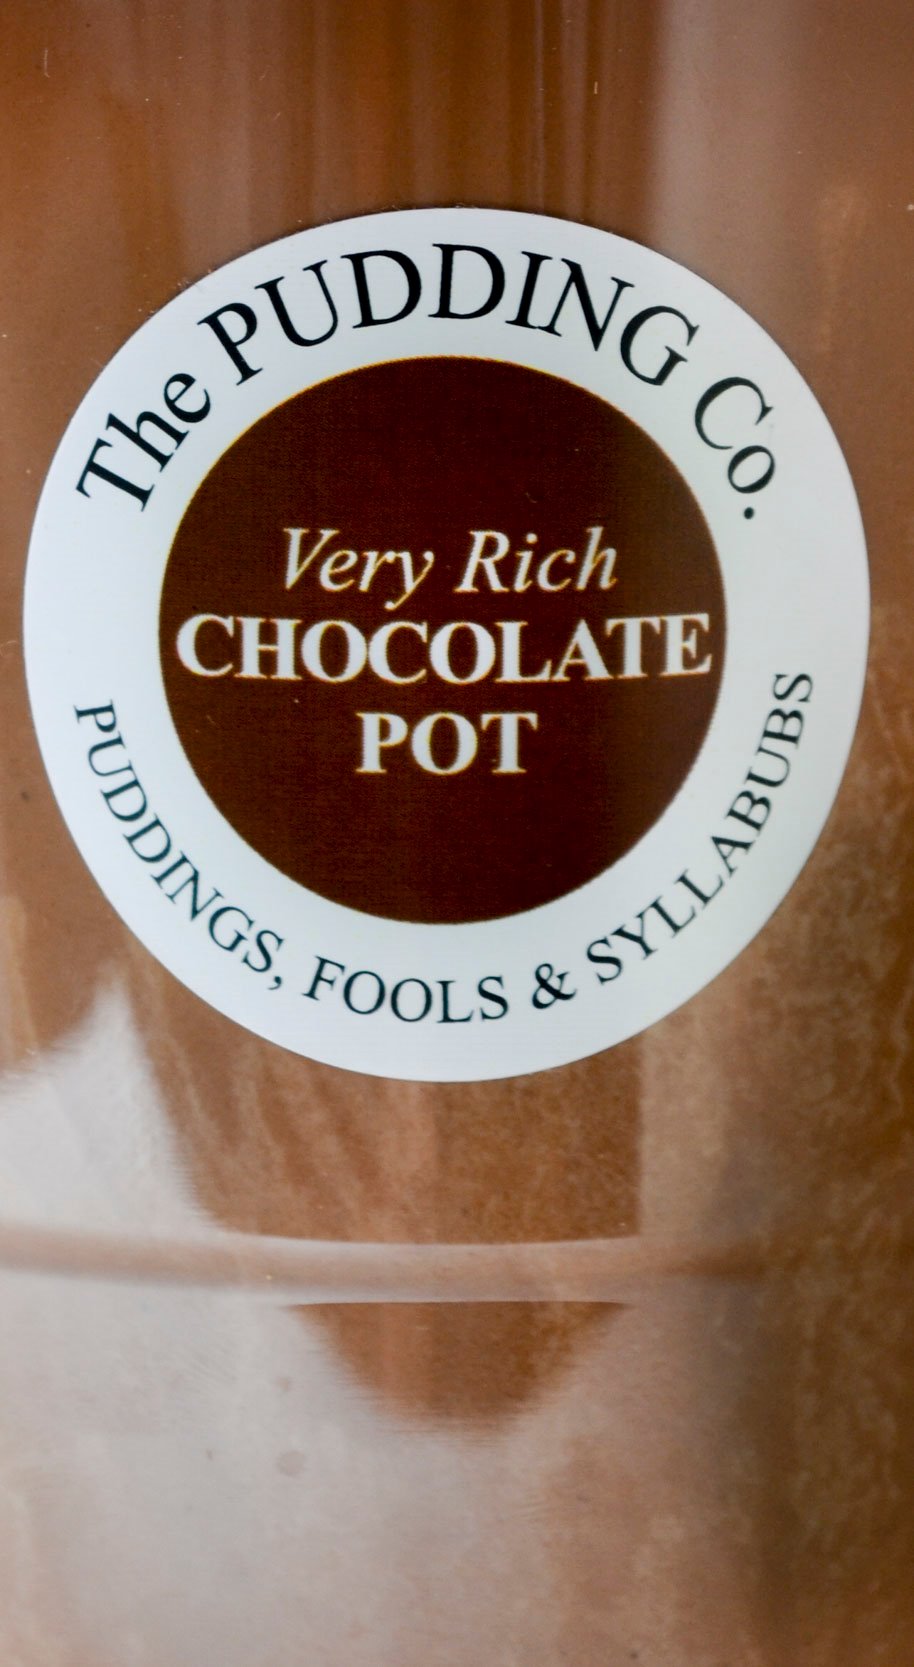 The PUDDING Co.
Very Rich
CHOCOLATE
POT
PUDDINGS, FOOLS & SYLLABUBS